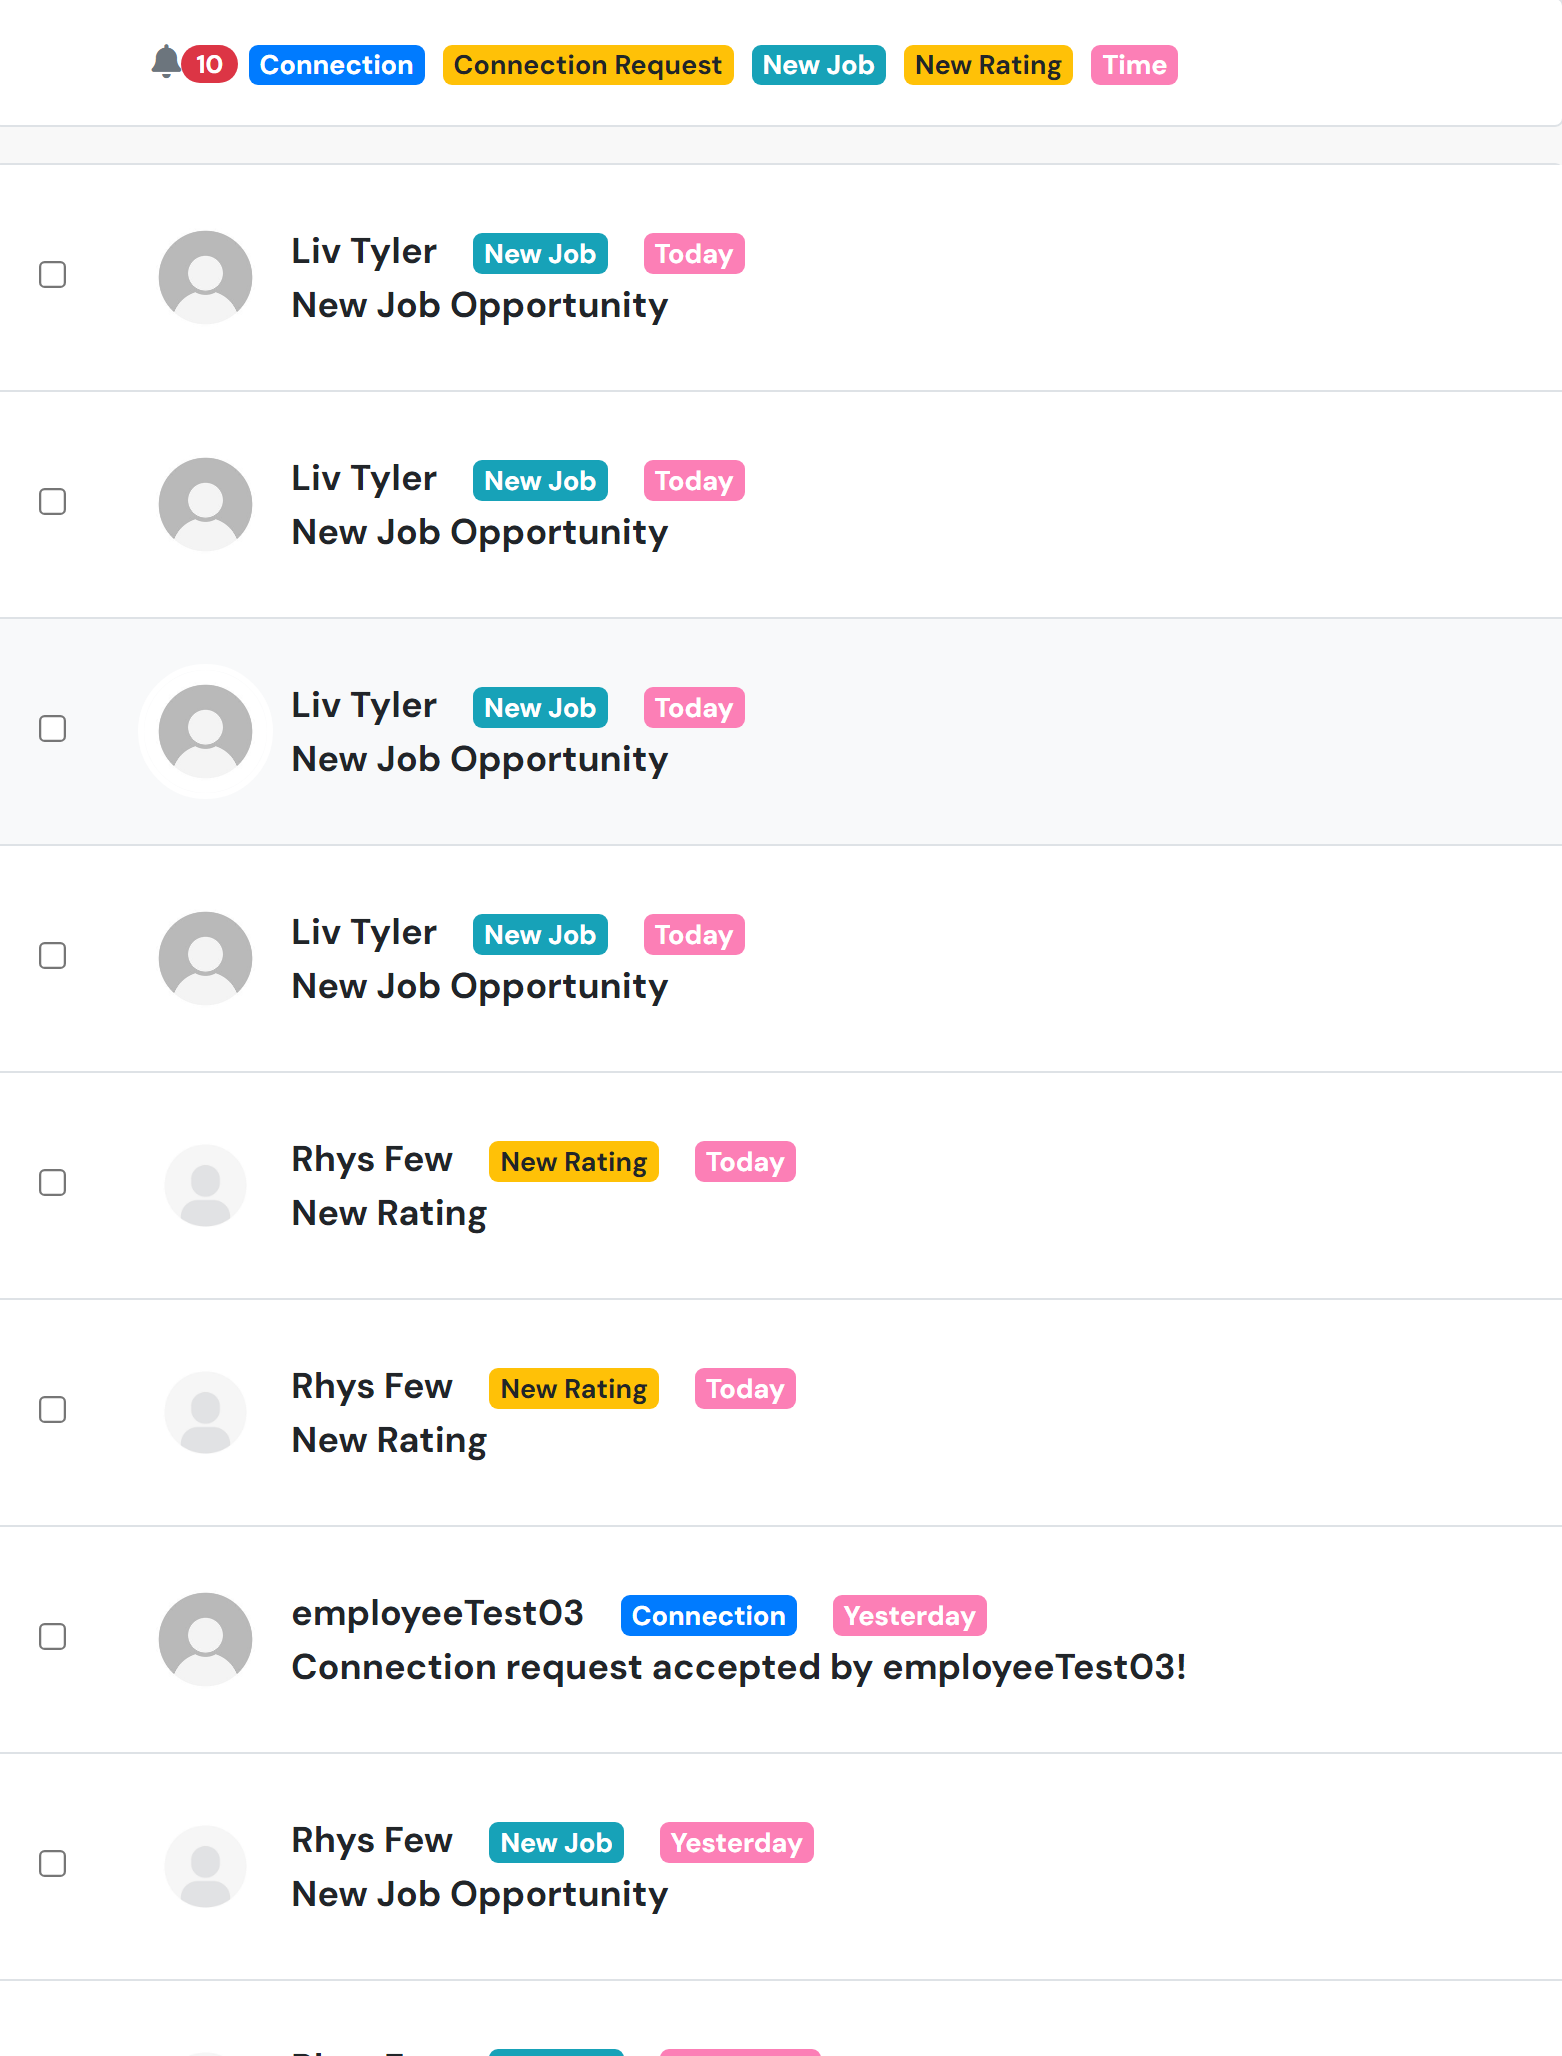 10 Connection Connection Request New Job New Rating Time
Liv Tyler New Job Today
New Job Opportunity
Liv Tyler New Job Today
New Job Opportunity
Liv Tyler New Job Today
New Job Opportunity
Liv Tyler New Job Today
New Job Opportunity
Rhys Few New Rating Today
New Rating
Rhys Few New Rating Today
New Rating
employeeTest03 Connection Yesterday
Connection request accepted by employeeTest03!
Rhys Few New Job Yesterday
New Job Opportunity